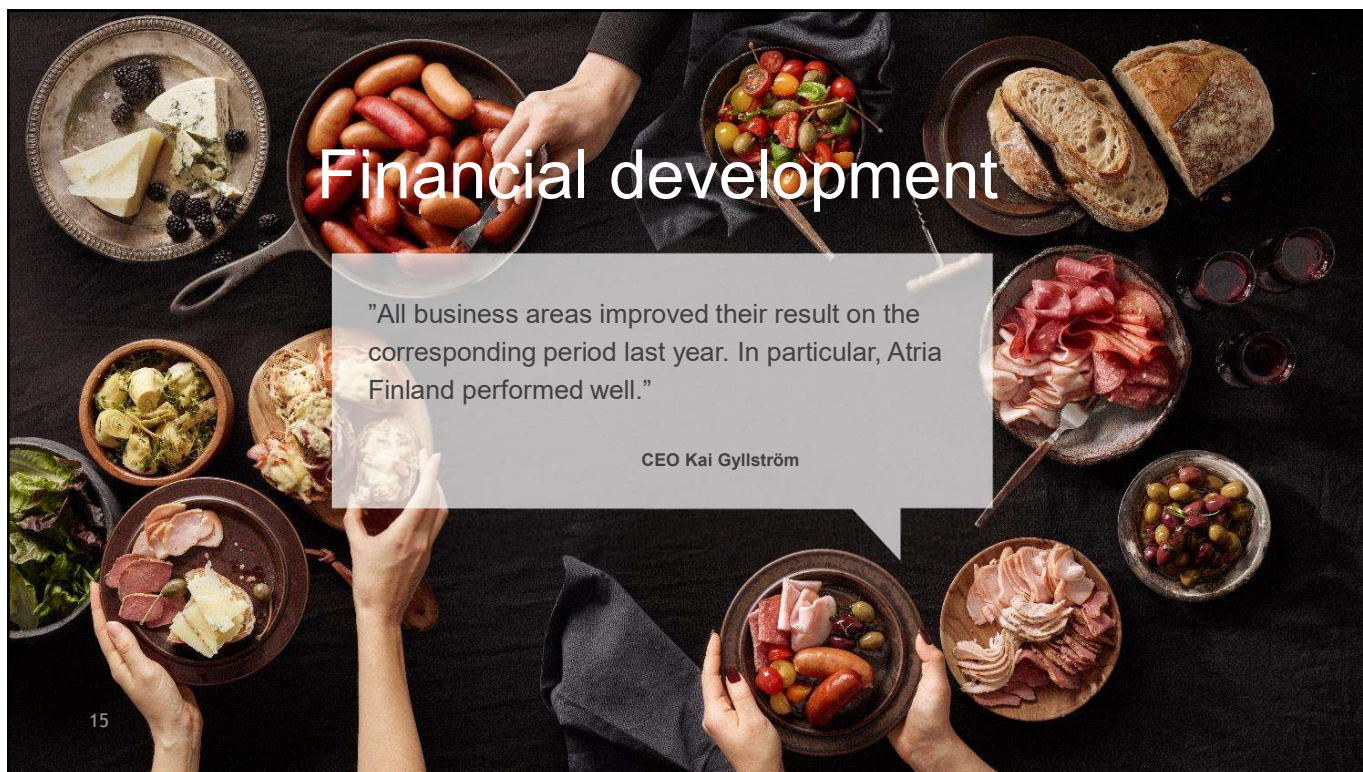 Financial development
”All business areas improved their result on the
corresponding period last year. In particular, Atria
Finland performed well.”
CEO Kai Gyllström
15